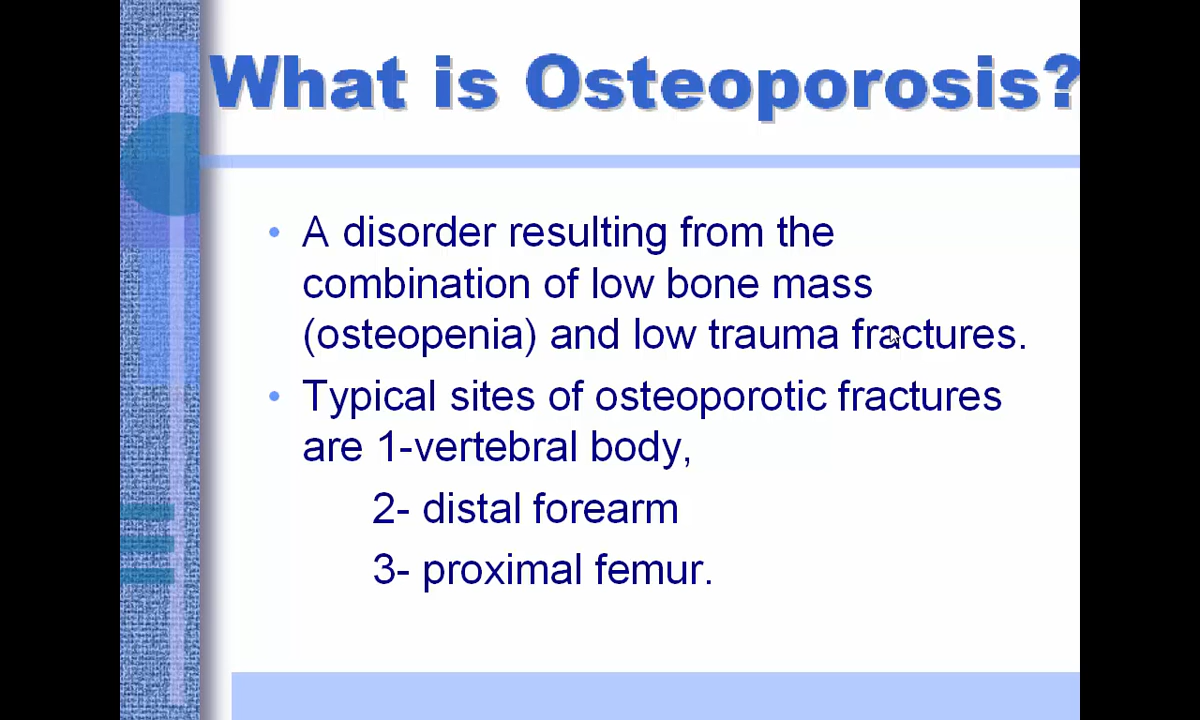 What is Osteoporosis?
• A disorder resulting from the
combination of low bone mass
(osteopenia) and low trauma fractures.
• Typical sites of osteoporotic fractures
are 1-vertebral body,
2- distal forearm
3- proximal femur.